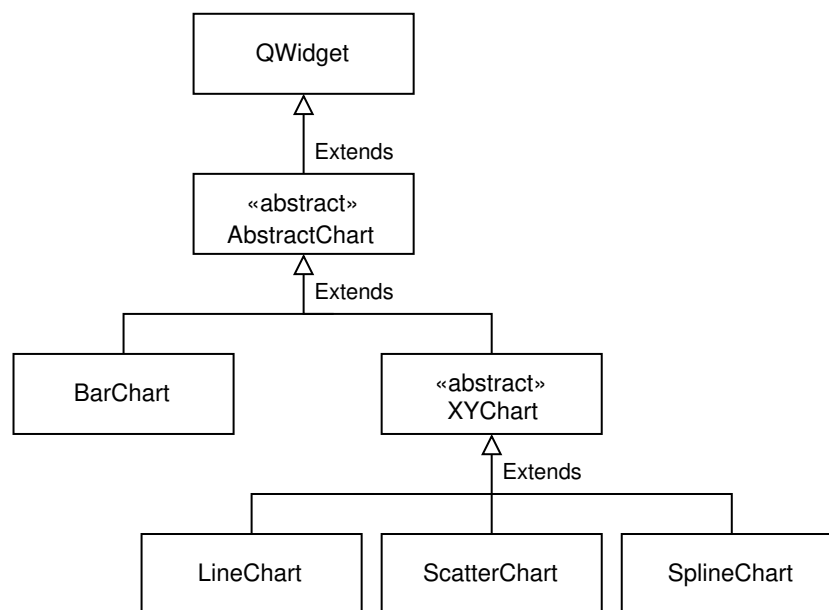 QWidget
Extends
«abstract»
AbstractChart
Extends
BarChart
«abstract»
XYChart
Extends
LineChart
ScatterChart
SplineChart